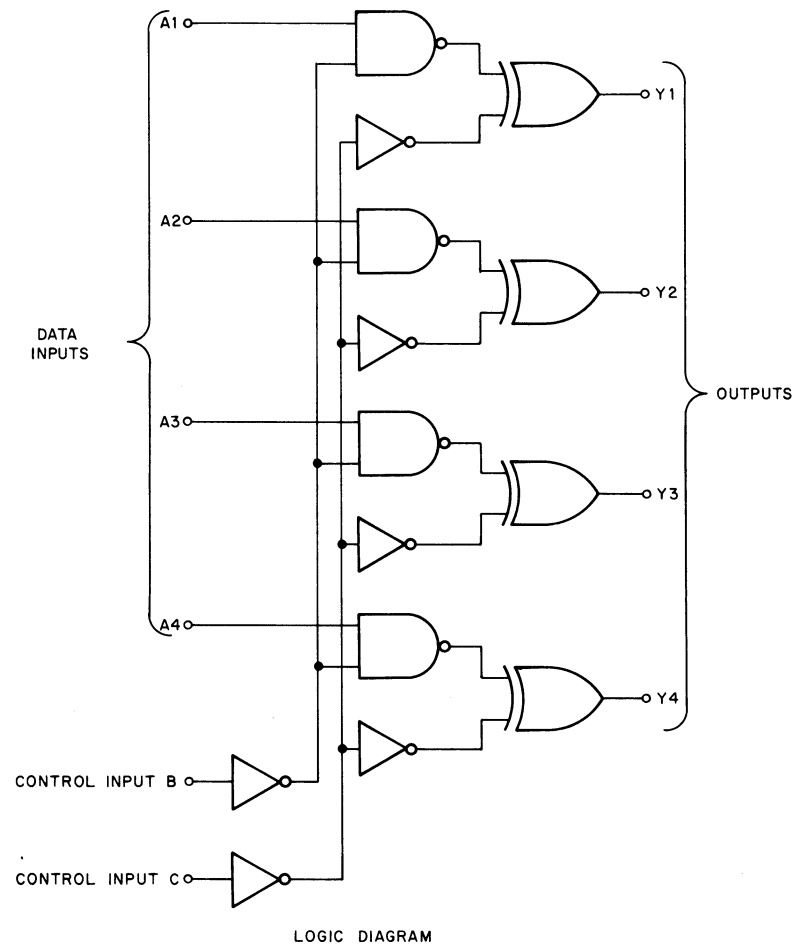 A1
Y1
A2
Y2
DATA
INPUTS
OUTPUTS
A3
Y3
A4
Y4
CONTROL INPUT B
CONTROL INPUT C
LOGIC DIAGRAM